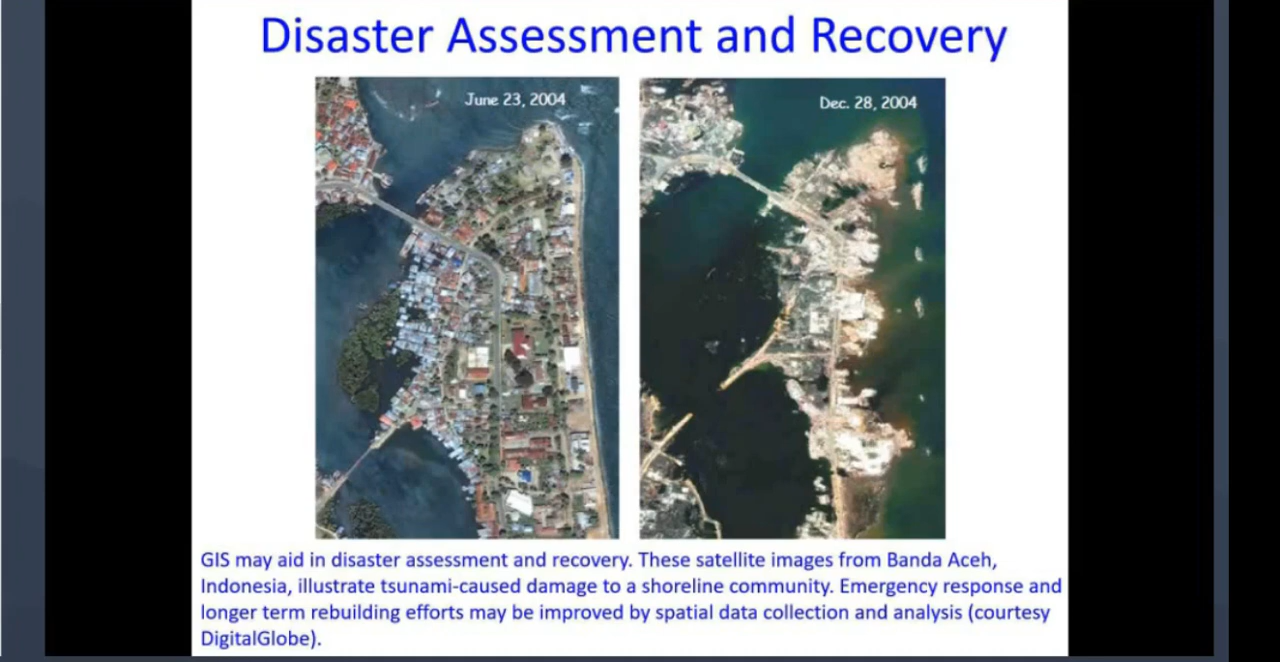 Disaster Assessment and Recovery
June 23, 2004
Dec. 28, 2004
GIS may aid in disaster assessment and recovery. These satellite images from Banda Aceh,
Indonesia, illustrate tsunami-caused damage to a shoreline community. Emergency response and
longer term rebuilding efforts may be improved by spatial data collection and analysis (courtesy
DigitalGlobe).